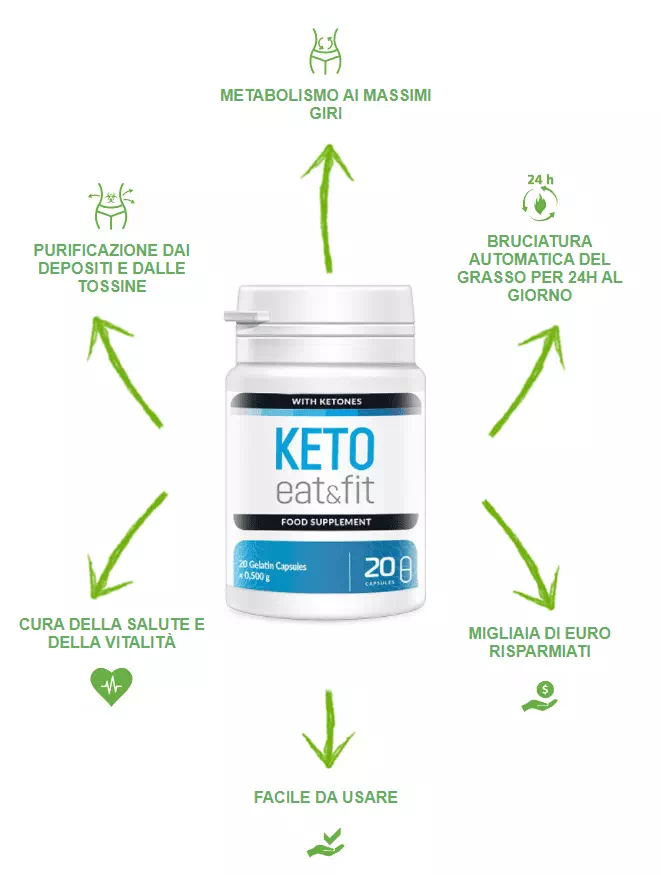 METABOLISMO AI MASSIMI
GIRI
24 h
PURIFICAZIONE DAI
DEPOSITI E DALLE
TOSSINE
BRUCIATURA
AUTOMATICA DEL
GRASSO PER 24H AL
GIORNO
WITH KETONES
KETO
eat&fit
FOOD SUPPLEMENT
20 Gelatin Capsules
x 0,500 g
20
CAPSULES
CURA DELLA SALUTE E
DELLA VITALITÀ
MIGLIAIA DI EURO
RISPARMIATI
$
FACILE DA USARE